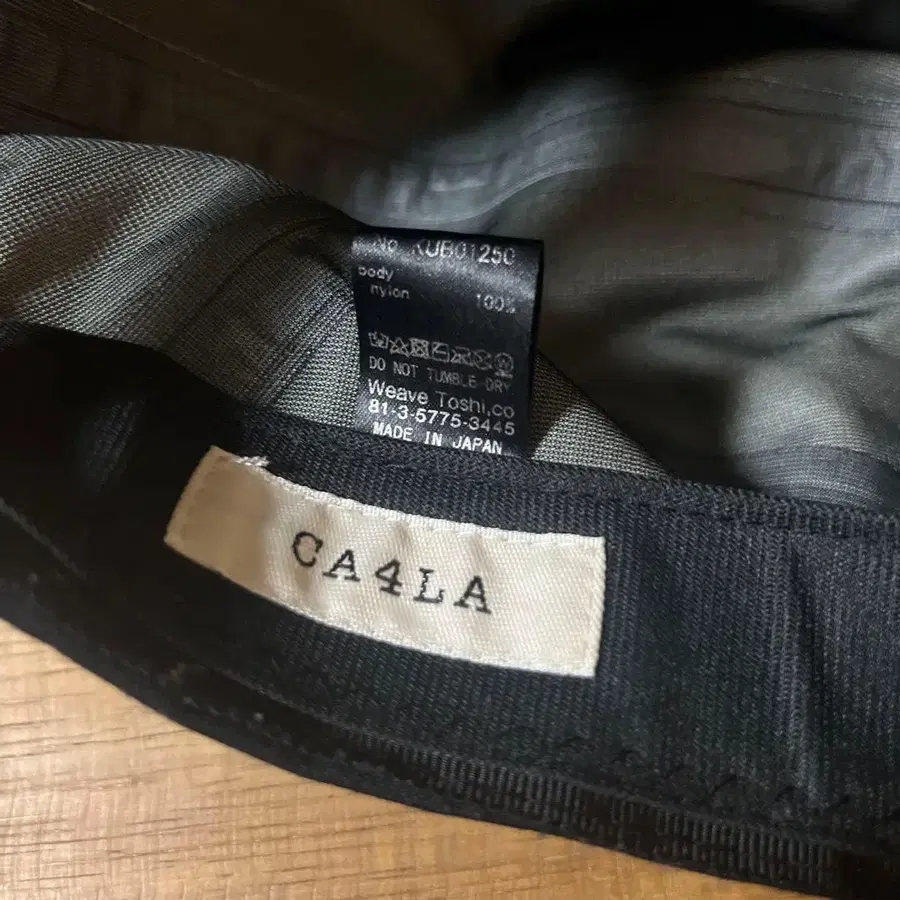 No. KUB01250
body
nylon 100%
DO NOT TUMBLE DRY
Weave Toshi.co
81-3-5775-3445
MADE IN JAPAN
CA4LA